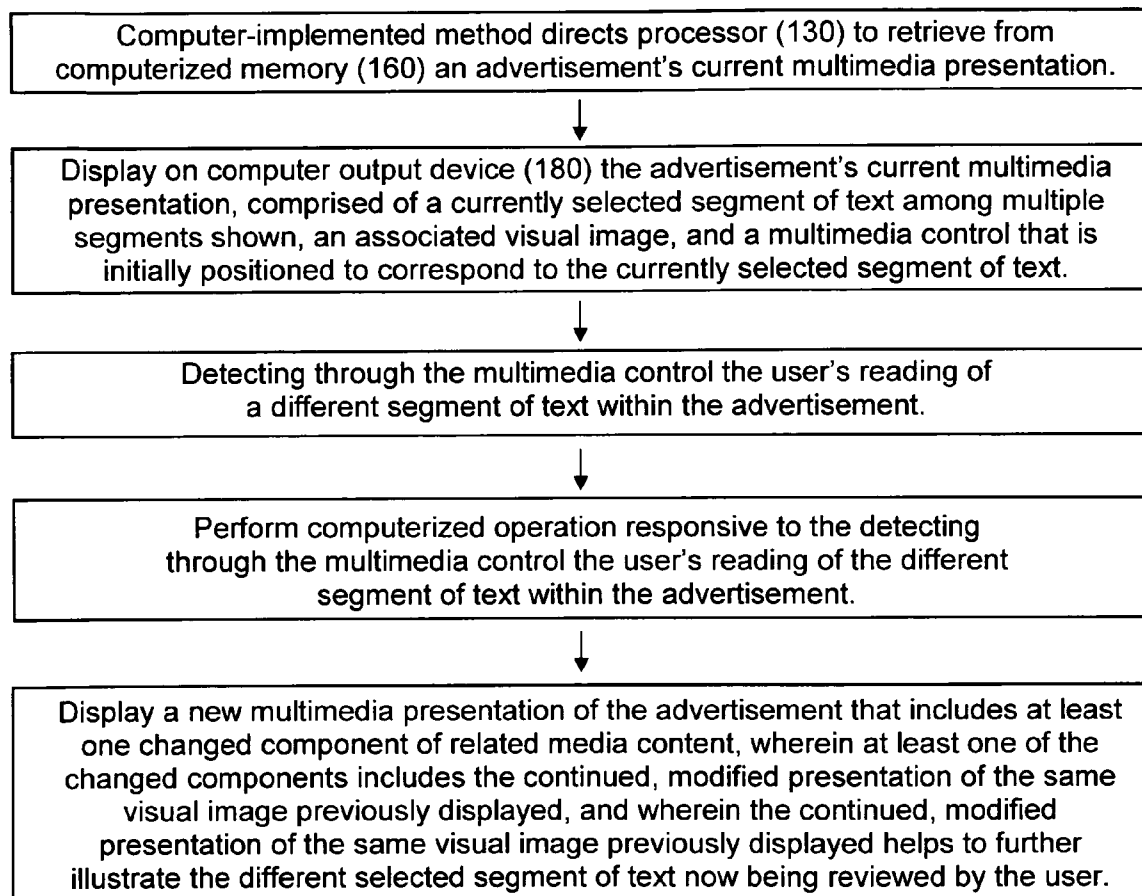 Computer-implemented method directs processor (130) to retrieve from
computerized memory (160) an advertisement's current multimedia presentation.
Display on computer output device (180) the advertisement's current multimedia
presentation, comprised of a currently selected segment of text among multiple
segments shown, an associated visual image, and a multimedia control that is
initially positioned to correspond to the currently selected segment of text.
Detecting through the multimedia control the user's reading of
a different segment of text within the advertisement.
Perform computerized operation responsive to the detecting
through the multimedia control the user's reading of the different
segment of text within the advertisement.
Display a new multimedia presentation of the advertisement that includes at least
one changed component of related media content, wherein at least one of the
changed components includes the continued, modified presentation of the same
visual image previously displayed, and wherein the continued, modified
presentation of the same visual image previously displayed helps to further
illustrate the different selected segment of text now being reviewed by the user.